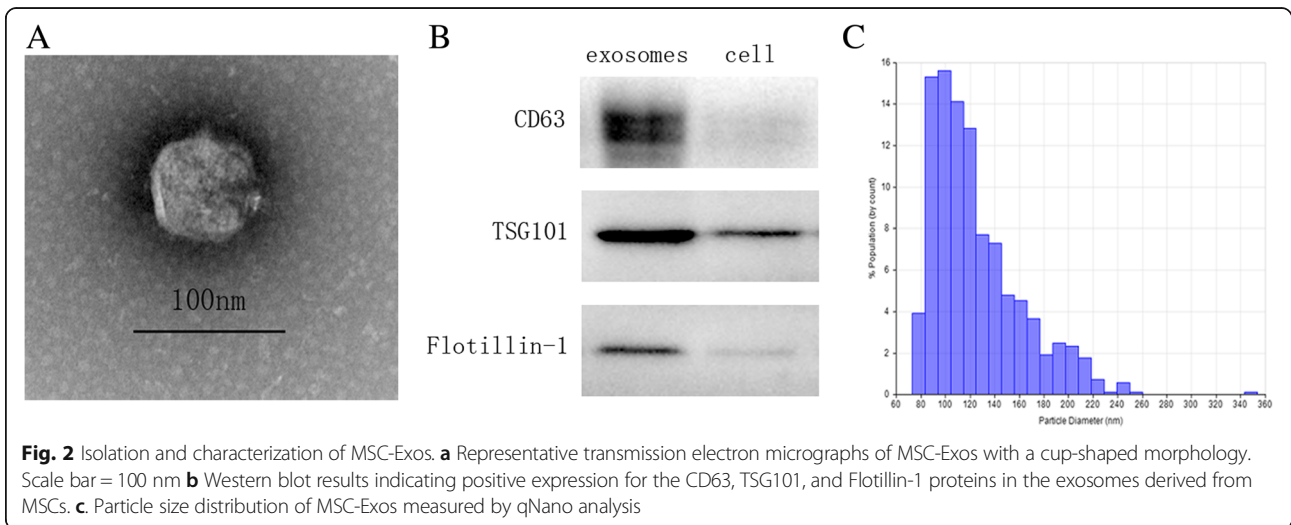 A
100nm
B
exosomes cell
CD63
TSG101
Flotillin-1
C
16
14
12
10
8
6
4
2
0
% Population (by count)
60 80 100 120 140 160 180 200 220 240 260 280 300 320 340 360
Particle Diameter (nm)
Fig. 2 Isolation and characterization of MSC-Exos. a Representative transmission electron micrographs of MSC-Exos with a cup-shaped morphology.
Scale bar = 100 nm b Western blot results indicating positive expression for the CD63, TSG101, and Flotillin-1 proteins in the exosomes derived from
MSCs. c. Particle size distribution of MSC-Exos measured by qNano analysis